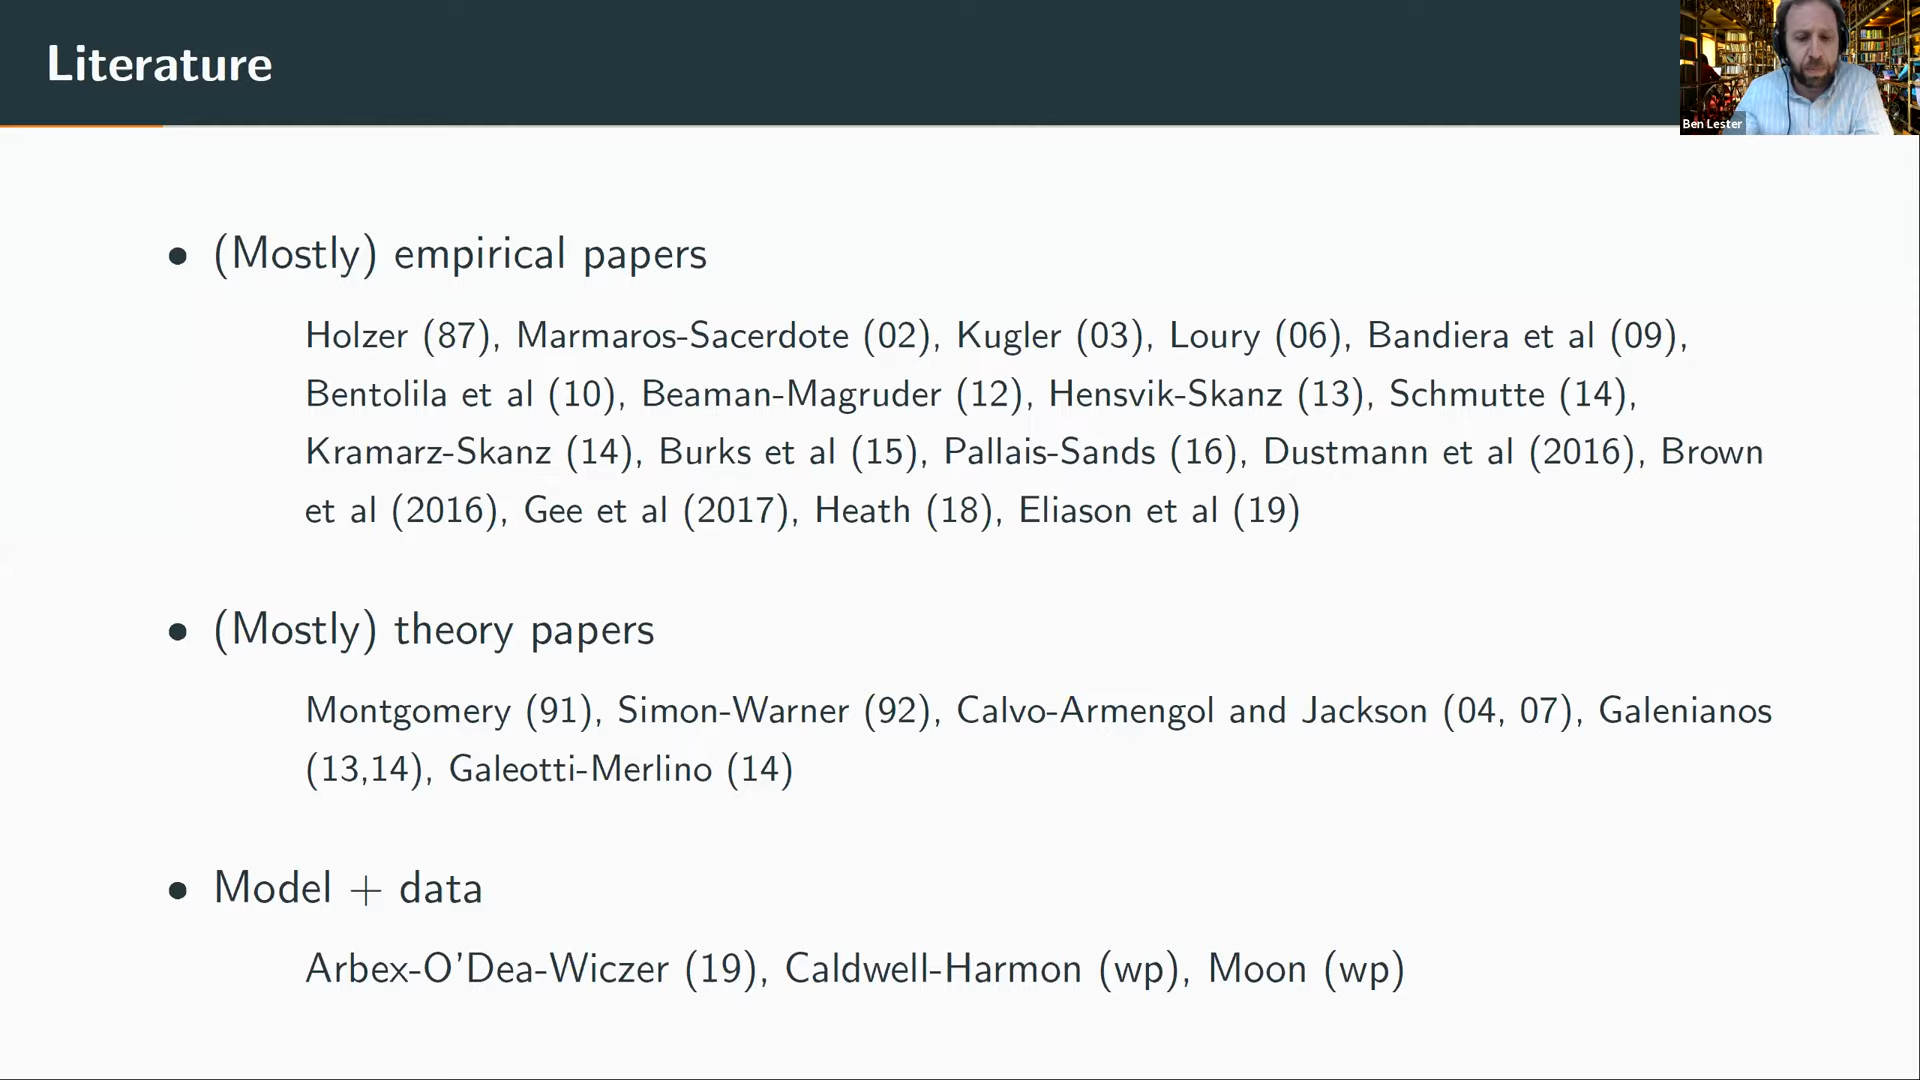 Literature
Ben Lester
• (Mostly) empirical papers
Holzer (87), Marmaros-Sacerdote (02), Kugler (03), Loury (06), Bandiera et al (09),
Bentolila et al (10), Beaman-Magruder (12), Hensvik-Skanz (13), Schmutte (14),
Kramarz-Skanz (14), Burks et al (15), Pallais-Sands (16), Dustmann et al (2016), Brown
et al (2016), Gee et al (2017), Heath (18), Eliason et al (19)
• (Mostly) theory papers
Montgomery (91), Simon-Warner (92), Calvo-Armengol and Jackson (04, 07), Galenianos
(13,14), Galeotti-Merlino (14)
• Model + data
Arbex-O'Dea-Wiczer (19), Caldwell-Harmon (wp), Moon (wp)